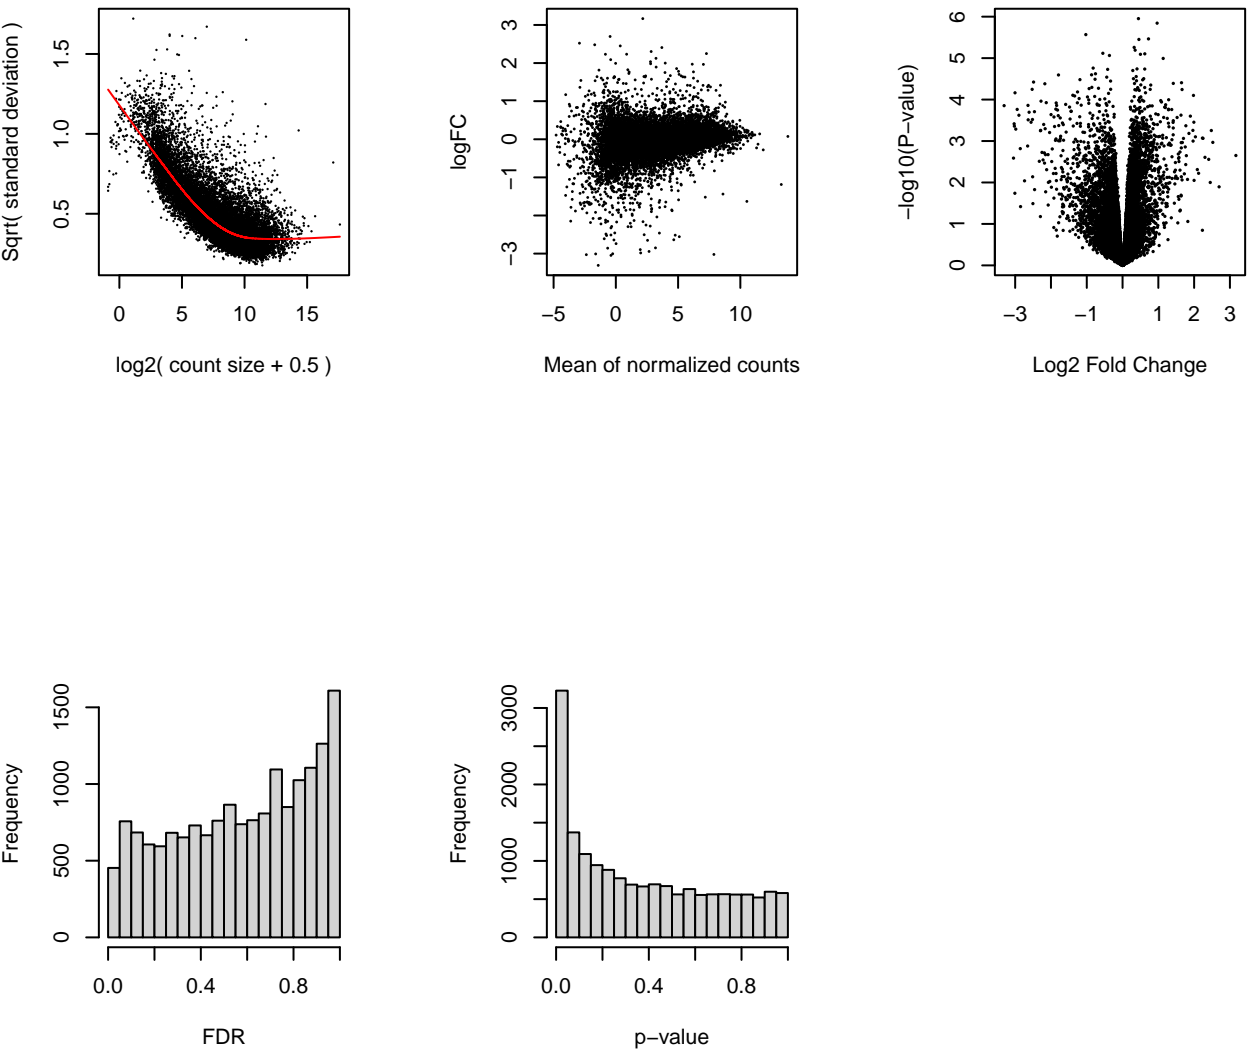 Sqrt( standard deviation )
0.5 1.0 1.5
0 5 10 15
log2( count size + 0.5 )
logFC
−3 −1 0 1 2 3
−5 0 5 10
Mean of normalized counts
−log10(P−value)
0 1 2 3 4 5 6
−3 −1 1 2 3
Log2 Fold Change
Frequency
0 500 1000 1500
0.0 0.4 0.8
FDR
Frequency
0 1000 2000 3000
0.0 0.4 0.8
p−value